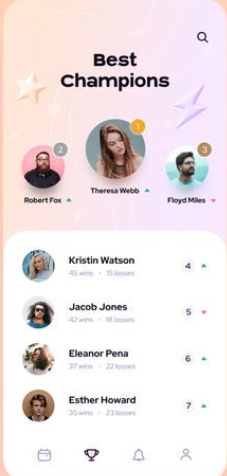 Best
Champions
1
2
3
Theresa Webb
Robert Fox
Floyd Miles
Kristin Watson
45 wins • 15 losses
4
Jacob Jones
42 wins • 18 losses
5
Eleanor Pena
37 wins • 22 losses
6
Esther Howard
35 wins • 23 losses
7